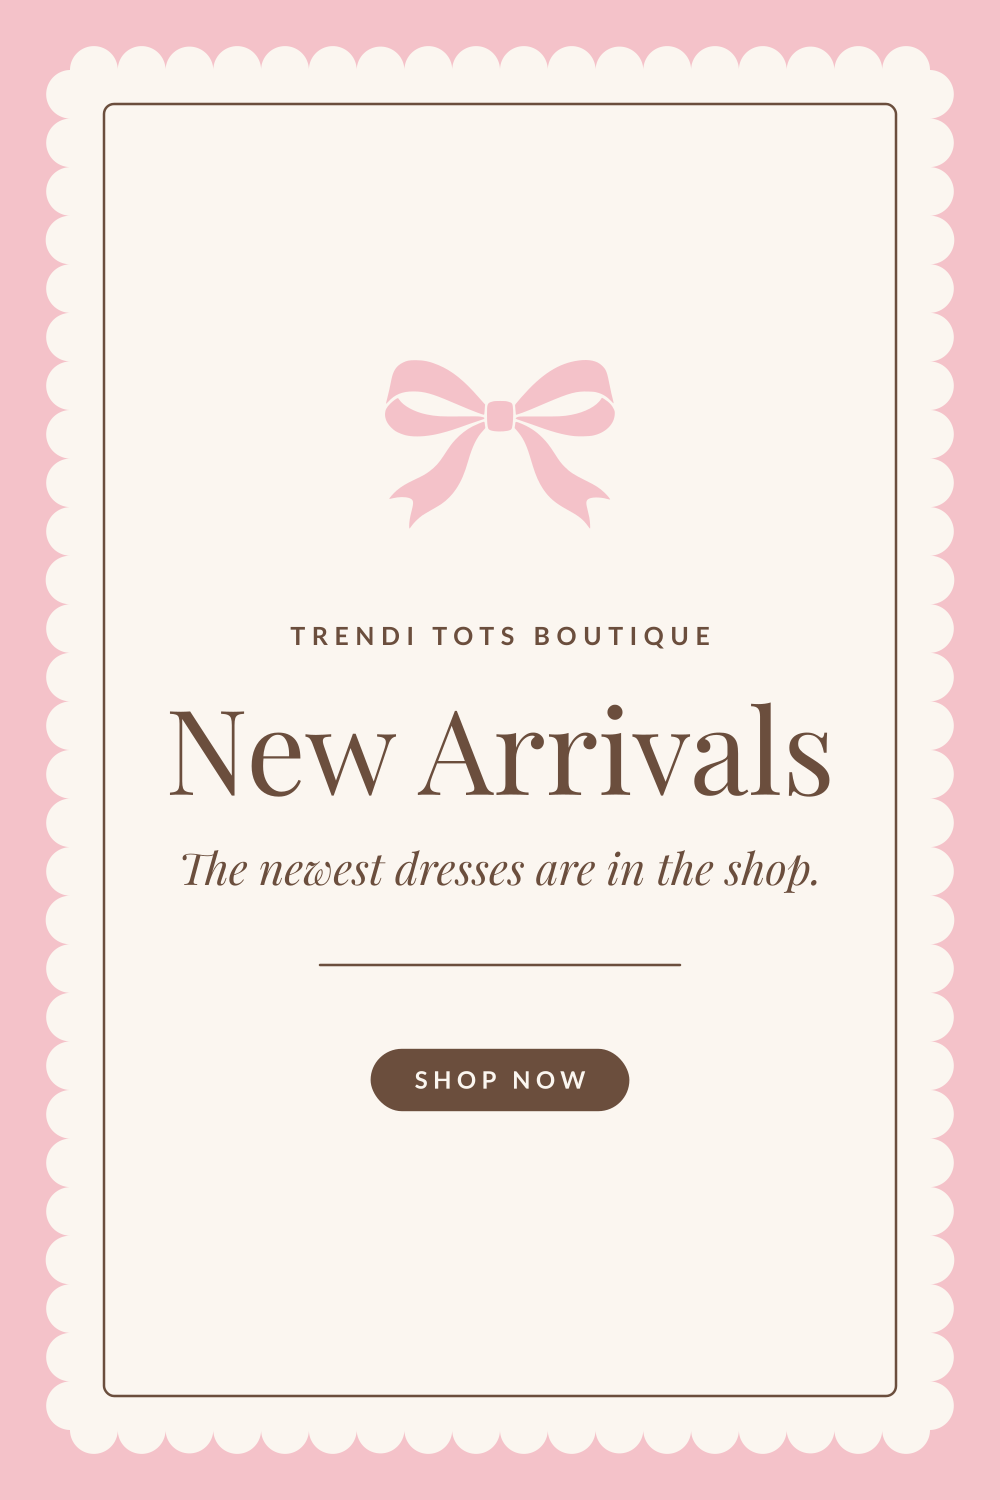 TRENDI TOTS BOUTIQUE
New Arrivals
The newest dresses are in the shop.
SHOP NOW